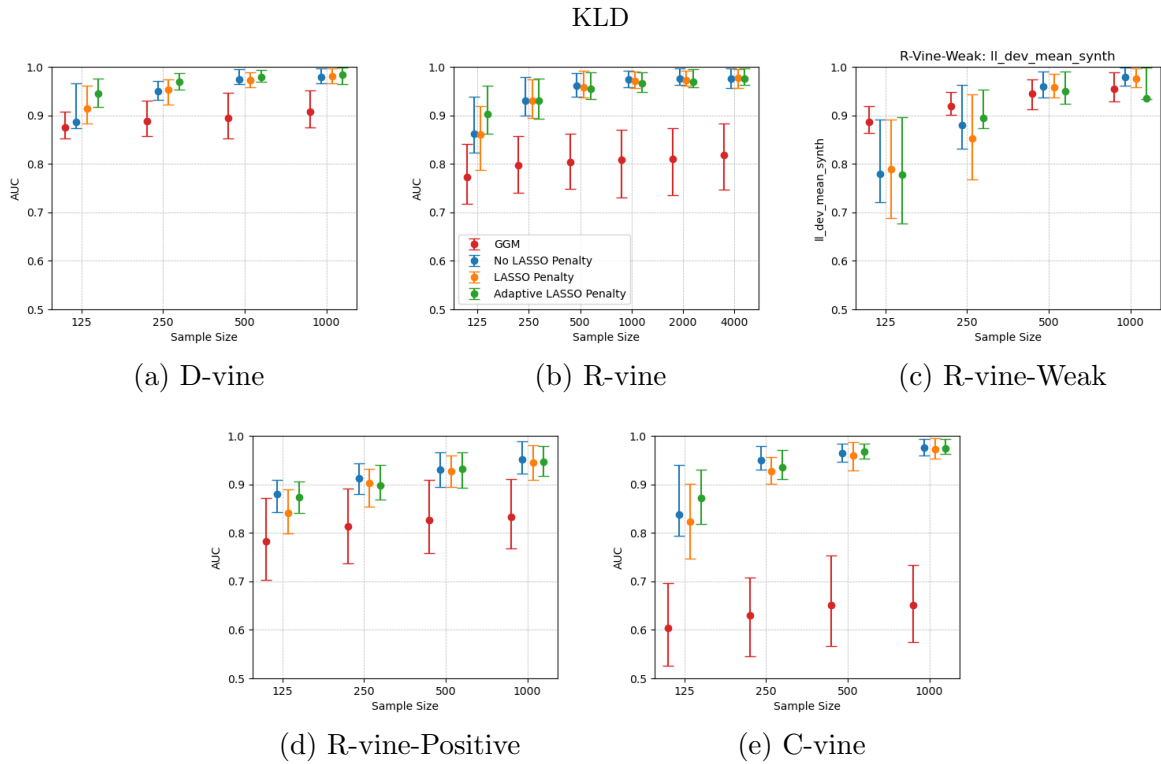 KLD
1.0
0.9
0.8
0.7
0.6
0.5
AUC
125
250
500
1000
Sample Size
(a) D-vine
1.0
0.9
0.8
0.7
0.6
0.5
AUC
GGM
No LASSO Penalty
LASSO Penalty
Adaptive LASSO Penalty
125
250
500
1000
2000
4000
Sample Size
(b) R-vine
R-Vine-Weak: ll_dev_mean_synth
1.0
0.9
0.8
0.7
0.6
0.5
ll_dev_mean_synth
125
250
500
1000
Sample Size
(c) R-vine-Weak
1.0
0.9
0.8
0.7
0.6
0.5
AUC
125
250
500
1000
Sample Size
(d) R-vine-Positive
1.0
0.9
0.8
0.7
0.6
0.5
AUC
125
250
500
1000
Sample Size
(e) C-vine